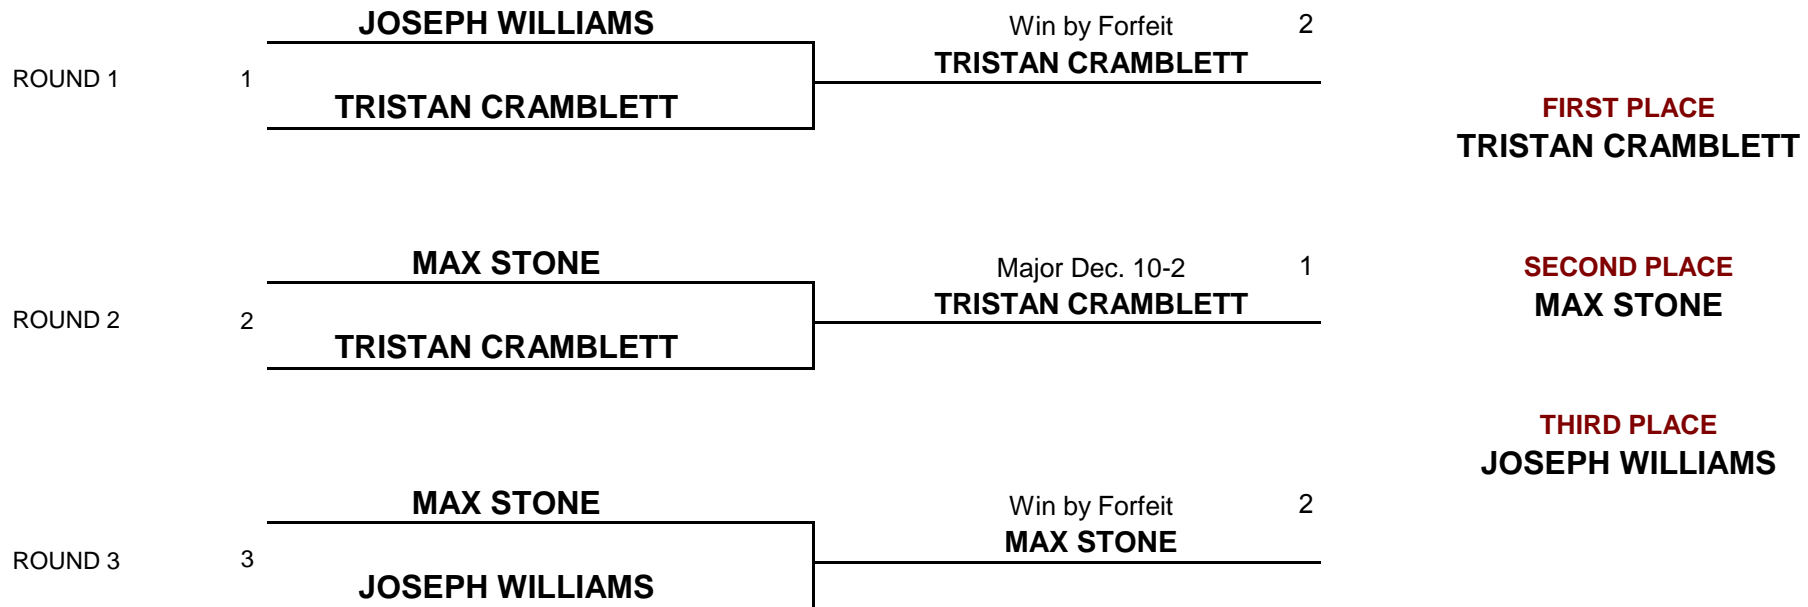 JOSEPH WILLIAMS
Win by Forfeit 2
TRISTAN CRAMBLETT
ROUND 1 1
TRISTAN CRAMBLETT
FIRST PLACE
TRISTAN CRAMBLETT
MAX STONE
Major Dec. 10-2 1
SECOND PLACE
TRISTAN CRAMBLETT
MAX STONE
ROUND 2 2
TRISTAN CRAMBLETT
THIRD PLACE
JOSEPH WILLIAMS
MAX STONE
Win by Forfeit 2
MAX STONE
ROUND 3 3
JOSEPH WILLIAMS